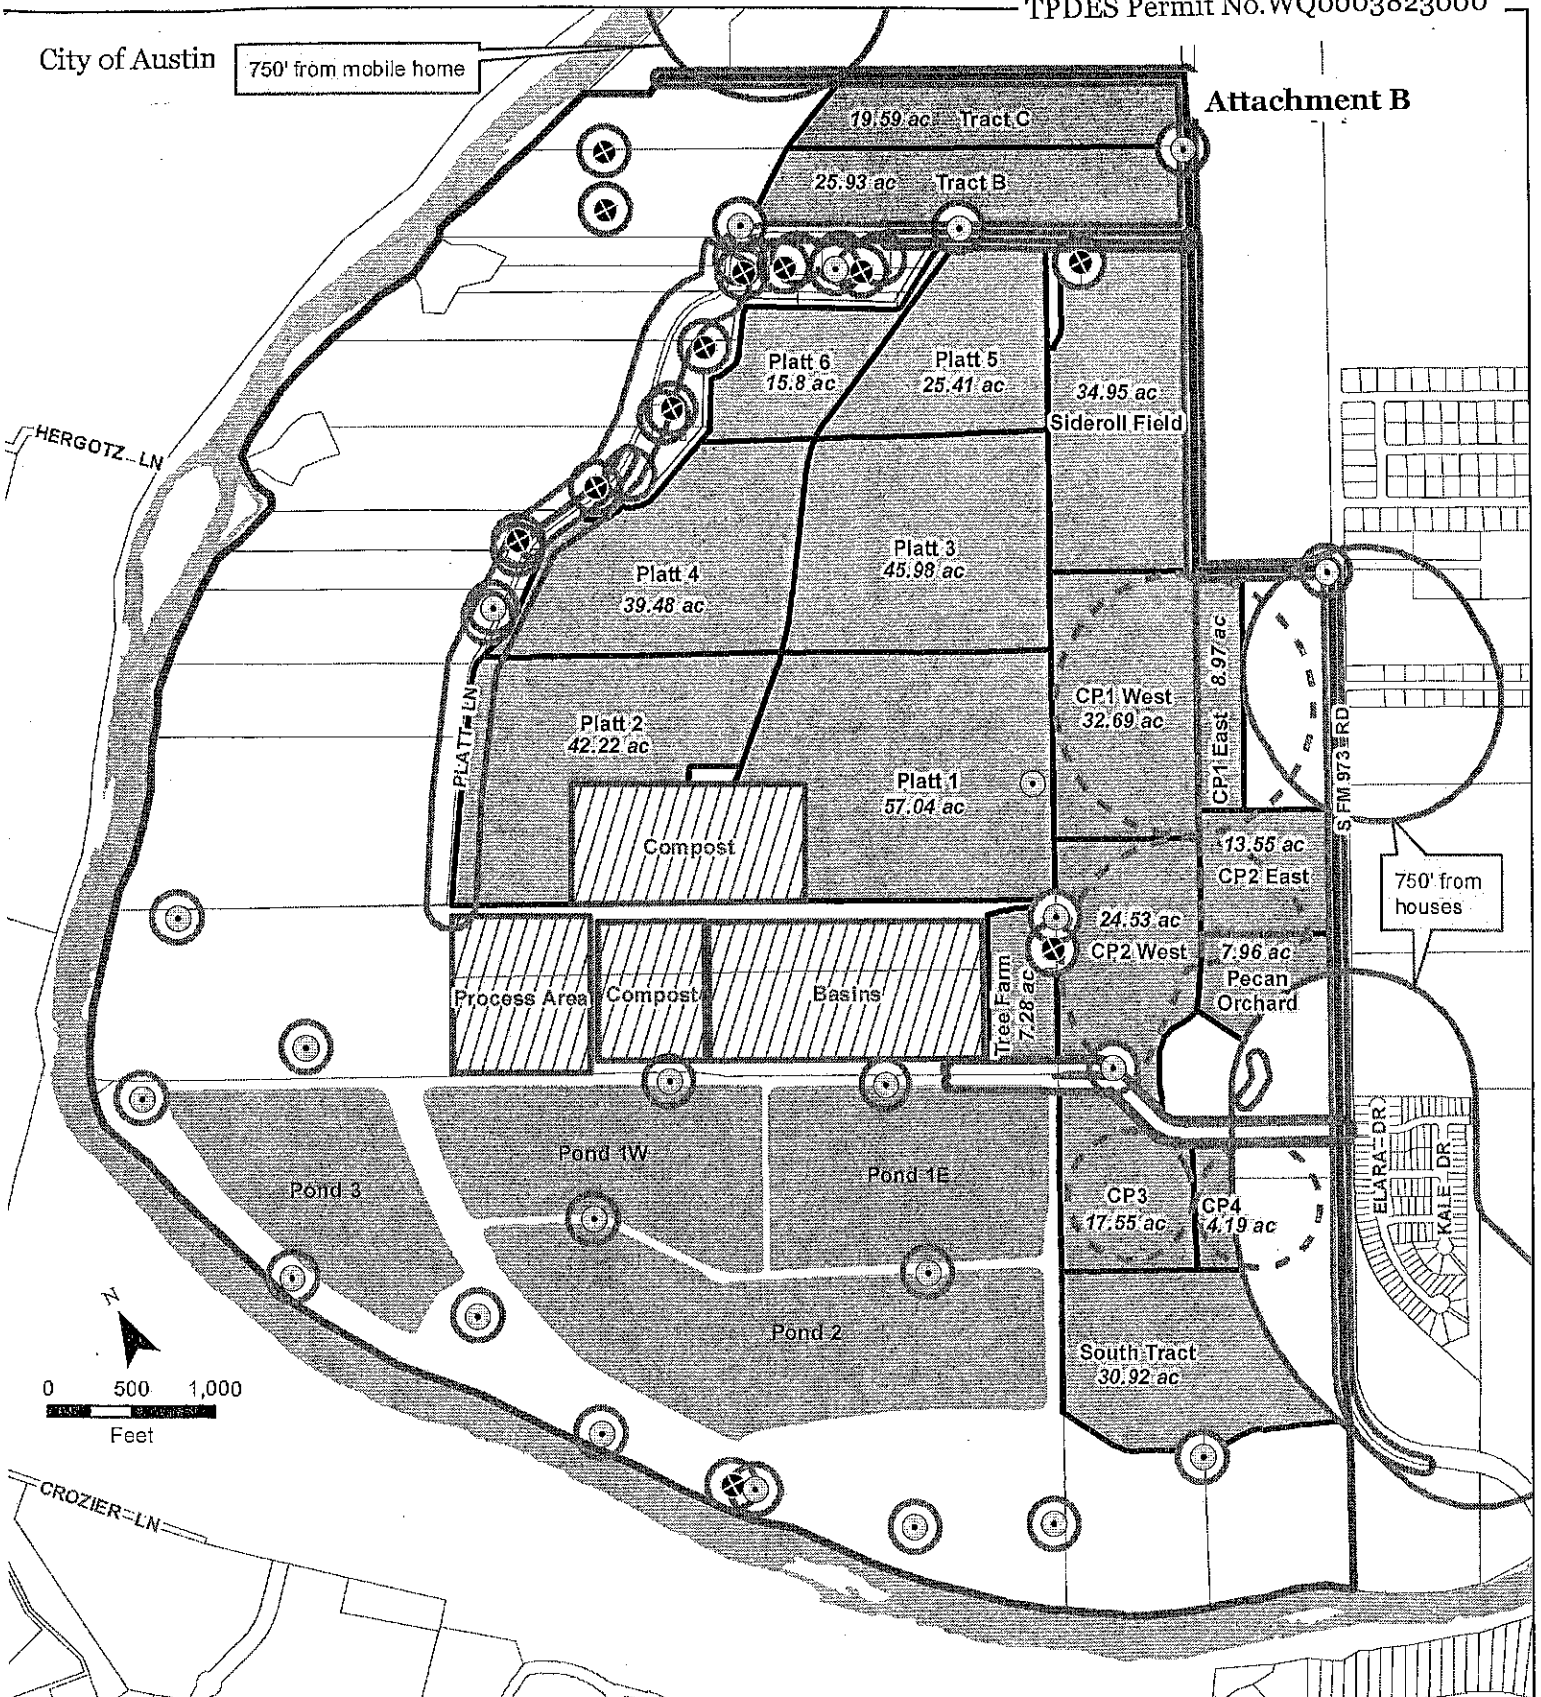 TPDES Permit No.WQ0003823000
City of Austin
750' from mobile home
Attachment B
19.59 ac Tract C
25.93 ac Tract B
Platt 6
15.8 ac
Platt 5
25.41 ac
34.95 ac
Sideroll Field
HERGOTZ LN
Platt 3
45.98 ac
Platt 4
39.48 ac
CP1 East 8.97 ac
CP1 West
32.69 ac
PLATT LN
Platt 2
42.22 ac
S FM 973 RD
Platt 1
57.04 ac
Compost
13.55 ac
CP2 East
750' from
houses
24.53 ac
CP2 West
7.96 ac
Pecan
Orchard
Process Area
Compost
Basins
Tree Farm
7.28 ac
Pond 1W
Pond 1E
Pond 3
ELARA DR
KALE DR
CP3
17.55 ac
CP4
4.19 ac
N
Pond 2
South Tract
30.92 ac
0 500 1,000
Feet
CROZIER LN